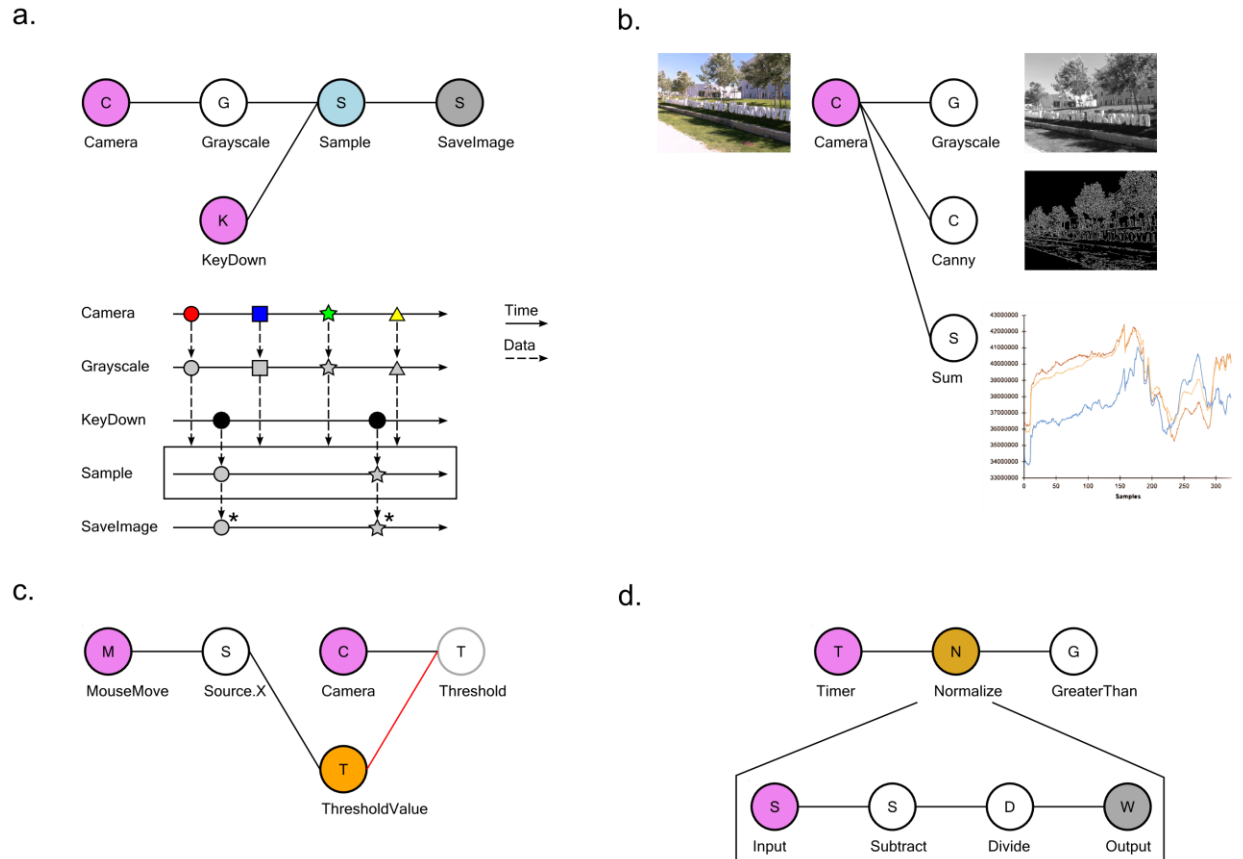 a.
C G S S
Camera Grayscale Sample SaveImage
K
KeyDown
Camera
Grayscale
KeyDown
Sample
SaveImage
* *
Time
Data
b.
C G
Camera Grayscale
C
Canny
S
Sum
43000000
42000000
41000000
40000000
39000000
38000000
37000000
36000000
35000000
34000000
33000000
0 50 100 150 200 250 300
Samples
c.
M S C T
MouseMove Source.X Camera Threshold
T
ThresholdValue
d.
T N G
Timer Normalize GreaterThan
S S D W
Input Subtract Divide Output